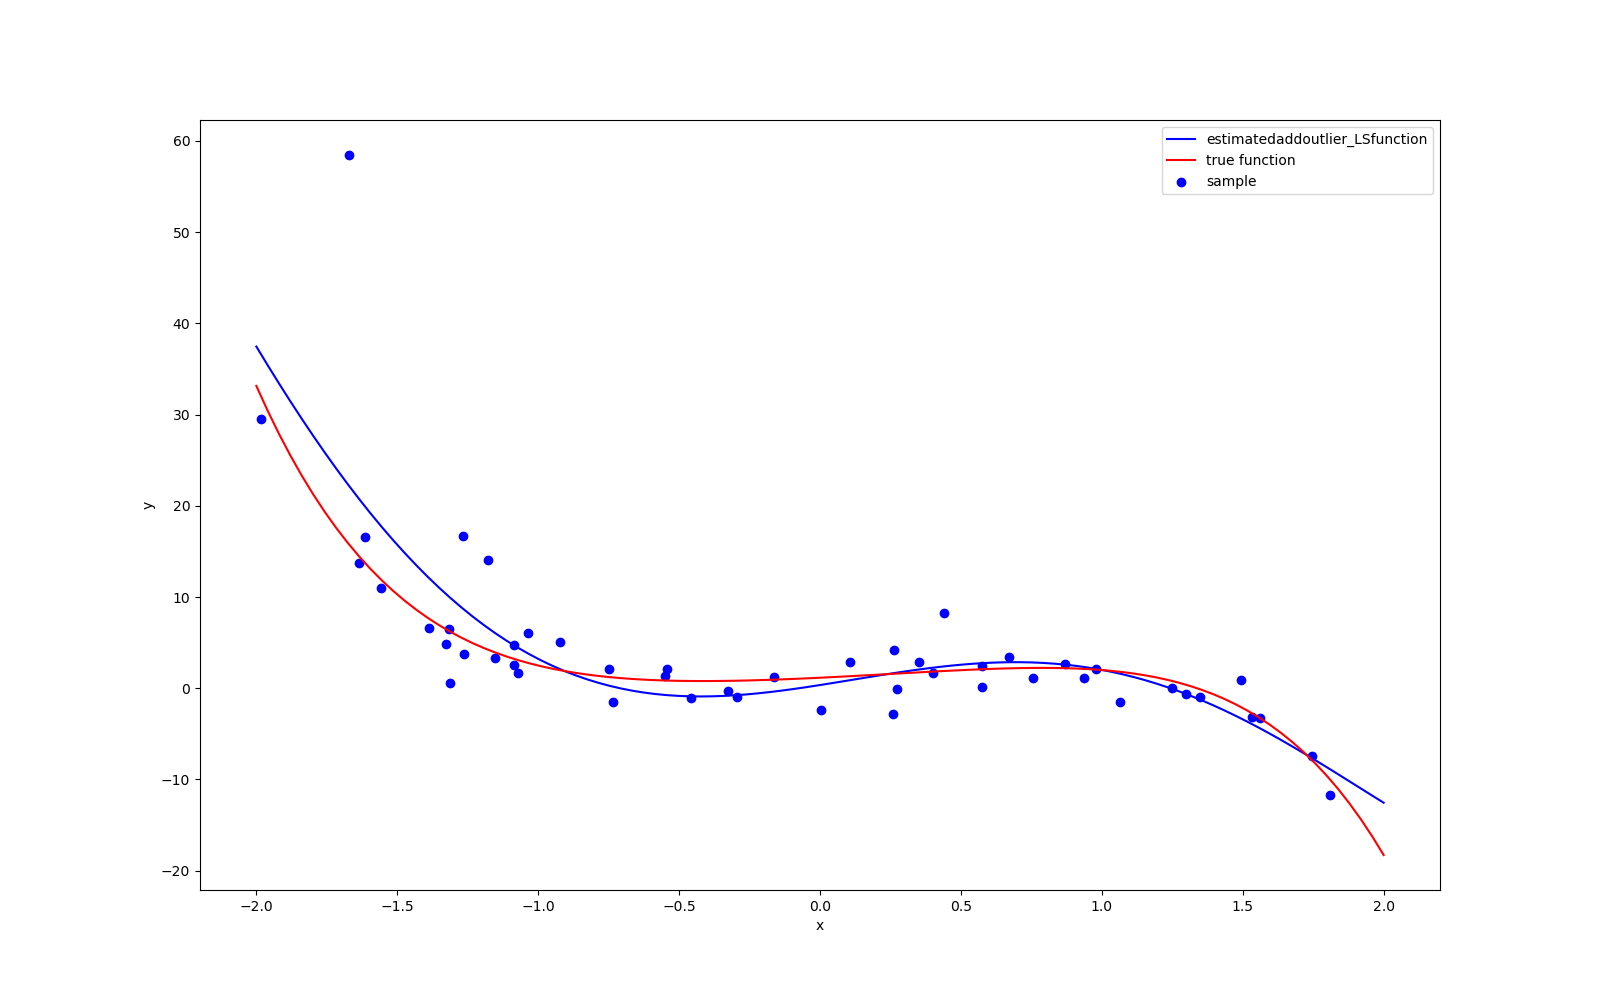 estimatedaddoutlier_LSfunction
true function
sample
60
50
40
30
20
10
0
−10
−20
y
−2.0 −1.5 −1.0 −0.5 0.0 0.5 1.0 1.5 2.0
x